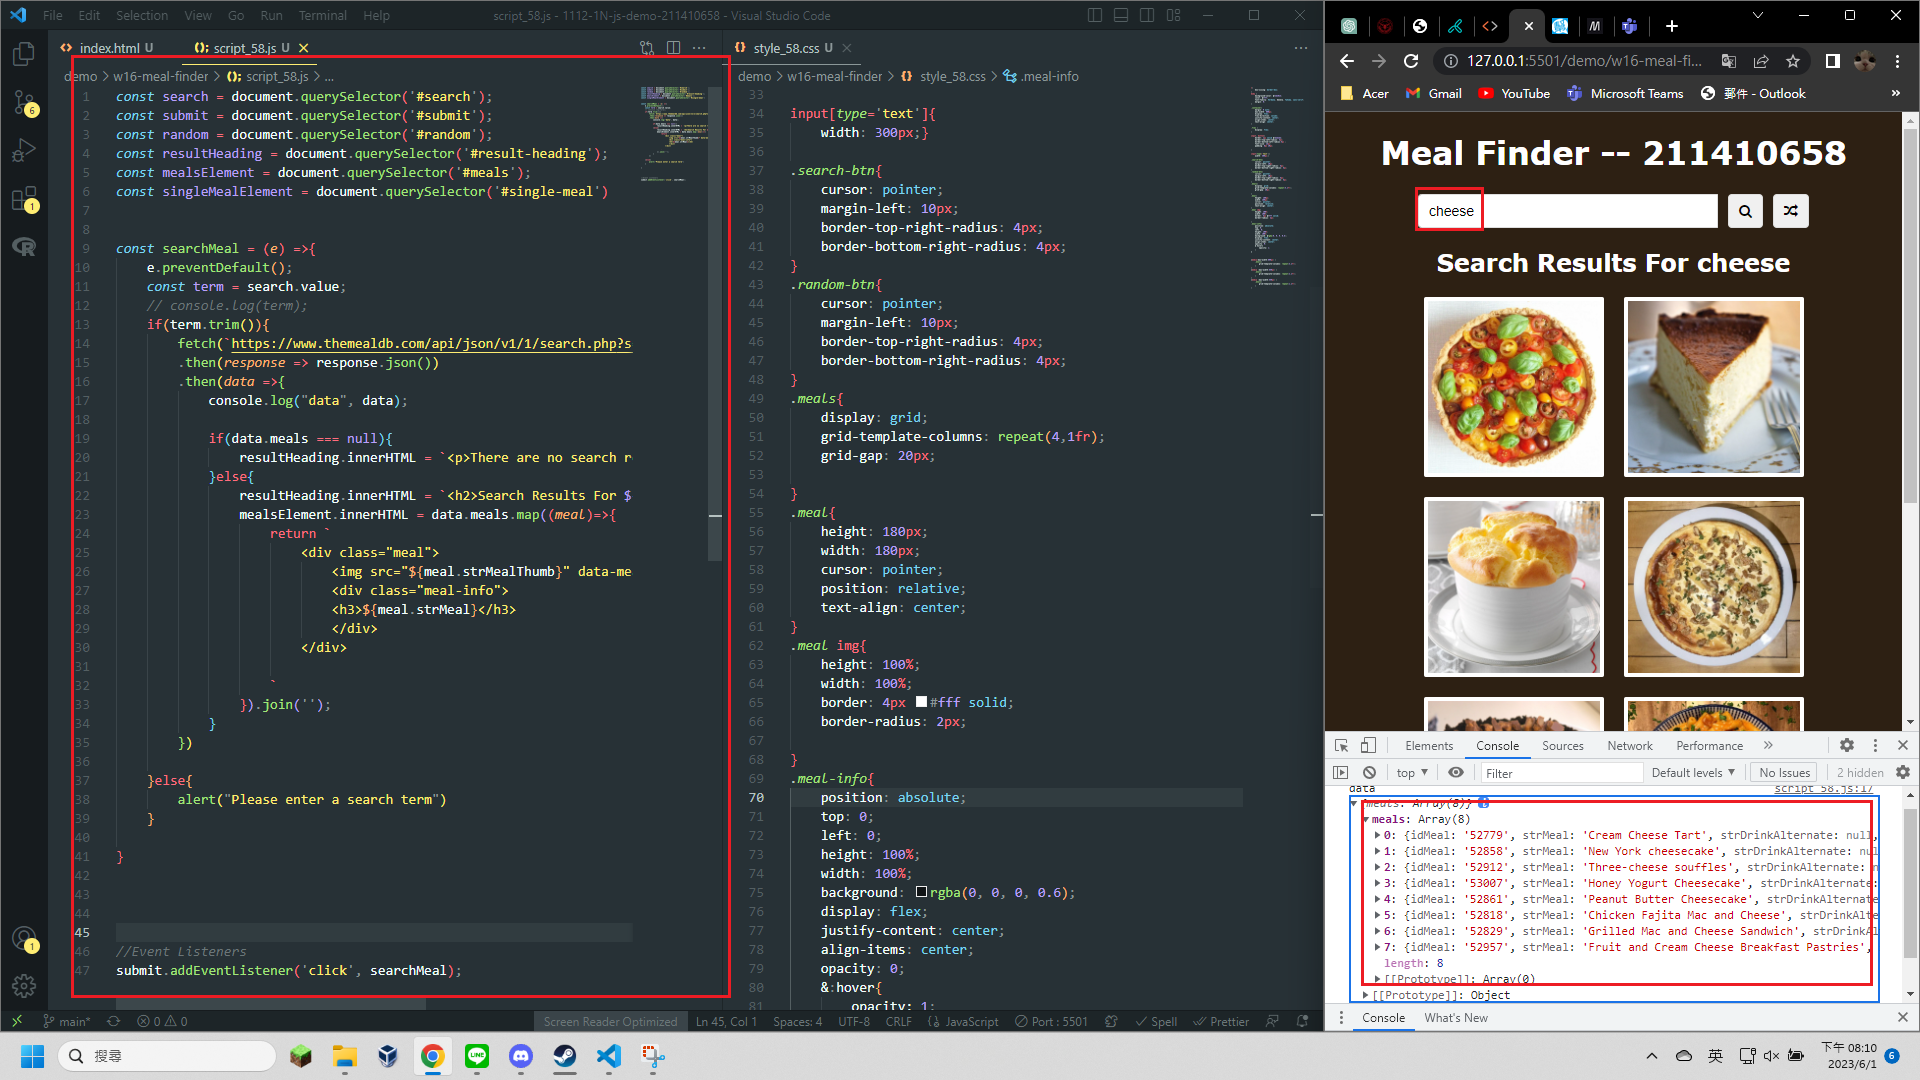 File Edit Selection View Go Run Terminal Help
script_58.js - 1112-1N-js-demo-211410658 - Visual Studio Code
index.html U
script_58.js U
style_58.css U
demo > w16-meal-finder > script_58.js > ...
1 const search = document.querySelector('#search');
2 const submit = document.querySelector('#submit');
3 const random = document.querySelector('#random');
4 const resultHeading = document.querySelector('#result-heading');
5 const mealsElement = document.querySelector('#meals');
6 const singleMealElement = document.querySelector('#single-meal')
7
8
9 const searchMeal = (e) =>{
10 e.preventDefault();
11 const term = search.value;
12 // console.log(term);
13 if(term.trim()){
14 fetch(`https://www.themealdb.com/api/json/v1/1/search.php?s
15 .then(response => response.json())
16 .then(data =>{
17 console.log("data", data);
18
19 if(data.meals === null){
20 resultHeading.innerHTML = `<p>There are no search r
21 }else{
22 resultHeading.innerHTML = `<h2>Search Results For $
23 mealsElement.innerHTML = data.meals.map((meal)=>{
24 return `
25 <div class="meal">
26 <img src="${meal.strMealThumb}" data-me
27 <div class="meal-info">
28 <h3>${meal.strMeal}</h3>
29 </div>
30 </div>
31
32 `
33 }).join('');
34 }
35 })
36
37 }else{
38 alert("Please enter a search term")
39 }
40
41 }
42
43
44
45
46 //Event Listeners
47 submit.addEventListener('click', searchMeal);
demo > w16-meal-finder > style_58.css > .meal-info
33
34 input[type='text']{
35 width: 300px;}
36
37 .search-btn{
38 cursor: pointer;
39 margin-left: 10px;
40 border-top-right-radius: 4px;
41 border-bottom-right-radius: 4px;
42 }
43 .random-btn{
44 cursor: pointer;
45 margin-left: 10px;
46 border-top-right-radius: 4px;
47 border-bottom-right-radius: 4px;
48 }
49 .meals{
50 display: grid;
51 grid-template-columns: repeat(4,1fr);
52 grid-gap: 20px;
53
54 }
55 .meal{
56 height: 180px;
57 width: 180px;
58 cursor: pointer;
59 position: relative;
60 text-align: center;
61 }
62 .meal img{
63 height: 100%;
64 width: 100%;
65 border: 4px #fff solid;
66 border-radius: 2px;
67
68 }
69 .meal-info{
70 position: absolute;
71 top: 0;
72 left: 0;
73 height: 100%;
74 width: 100%;
75 background: rgba(0, 0, 0, 0.6);
76 display: flex;
77 justify-content: center;
78 align-items: center;
79 opacity: 0;
80 &:hover{
81 opacity: 1;
main* 0 0 Screen Reader Optimized Ln 45, Col 1 Spaces: 4 UTF-8 CRLF JavaScript Port : 5501 Spell Prettier
127.0.0.1:5501/demo/w16-meal-fi...
Acer Gmail YouTube Microsoft Teams 郵件 - Outlook »
Meal Finder -- 211410658
cheese
Search Results For cheese
Elements Console Sources Network Performance »
top ▼ Filter Default levels ▼ No Issues 2 hidden
data script_58.js:17
{meals: Array(8)}
meals: Array(8)
0: {idMeal: '52779', strMeal: 'Cream Cheese Tart', strDrinkAlternate: null,
1: {idMeal: '52858', strMeal: 'New York cheesecake', strDrinkAlternate: nul
2: {idMeal: '52912', strMeal: 'Three-cheese souffles', strDrinkAlternate: n
3: {idMeal: '53007', strMeal: 'Honey Yogurt Cheesecake', strDrinkAlternate:
4: {idMeal: '52861', strMeal: 'Peanut Butter Cheesecake', strDrinkAlternate
5: {idMeal: '52818', strMeal: 'Chicken Fajita Mac and Cheese', strDrinkAlte
6: {idMeal: '52829', strMeal: 'Grilled Mac and Cheese Sandwich', strDrinkAl
7: {idMeal: '52957', strMeal: 'Fruit and Cream Cheese Breakfast Pastries',
length: 8
[[Prototype]]: Array(0)
[[Prototype]]: Object
Console What's New
搜尋
英
下午 08:10
2023/6/1
6